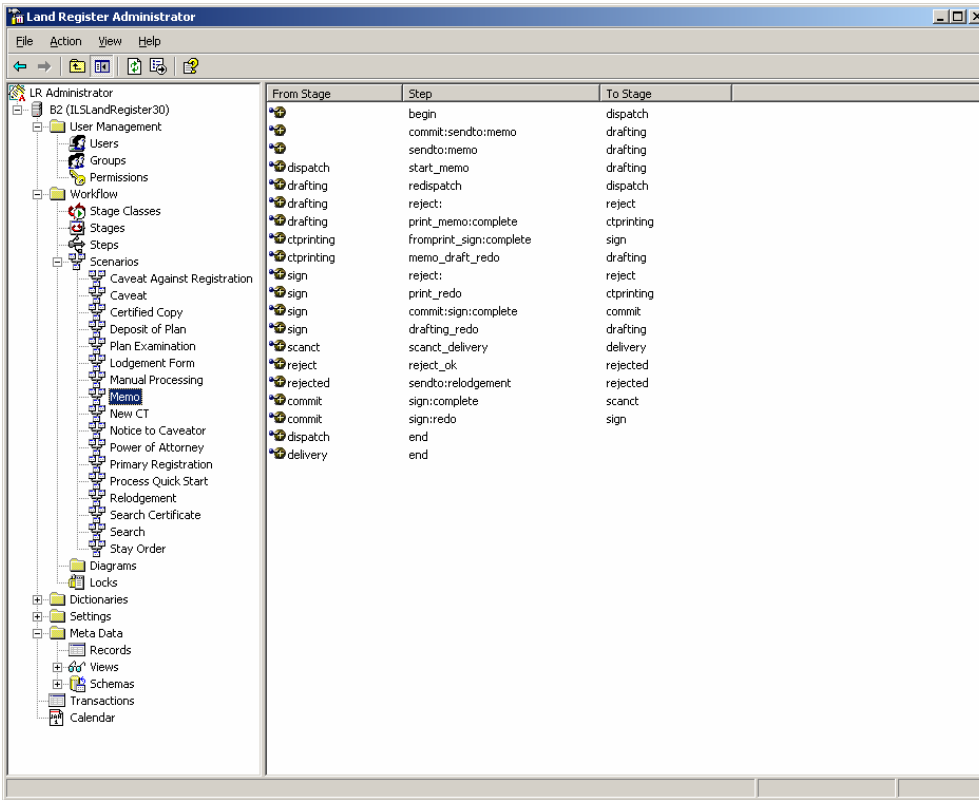 Land Register Administrator
File Action View Help
LR Administrator
B2 (ILSLandRegister30)
User Management
Users
Groups
Permissions
Workflow
Stage Classes
Stages
Steps
Scenarios
Caveat Against Registration
Caveat
Certified Copy
Deposit of Plan
Plan Examination
Lodgement Form
Manual Processing
Memo
New CT
Notice to Caveator
Power of Attorney
Primary Registration
Process Quick Start
Relodgement
Search Certificate
Search
Stay Order
Diagrams
Locks
Dictionaries
Settings
Meta Data
Records
Views
Schemas
Transactions
Calendar
From Stage Step To Stage
begin dispatch
commit:sendto:memo drafting
sendto:memo drafting
dispatch start_memo drafting
drafting redispatch dispatch
drafting reject: reject
drafting print_memo:complete ctprinting
ctprinting fromprint_sign:complete sign
ctprinting memo_draft_redo drafting
sign reject: reject
sign print_redo ctprinting
sign commit:sign:complete commit
sign drafting_redo drafting
scanct scanct_delivery delivery
reject reject_ok rejected
rejected sendto:relodgement rejected
commit sign:complete scanct
commit sign:redo sign
dispatch end
delivery end